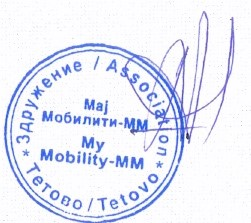 * Здружение / Association *
Мај
Мобилити-ММ
My
Mobility-MM
Тетово/Tetovo